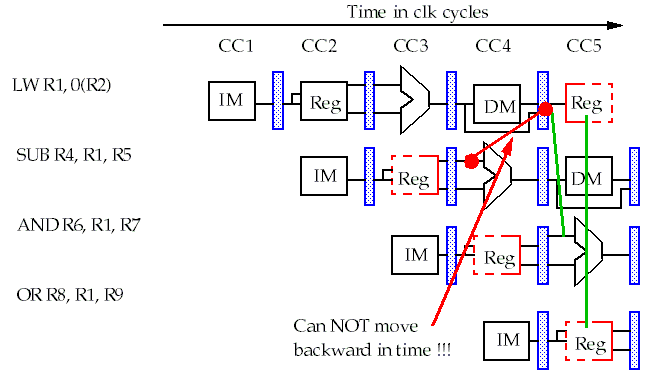 Time in clk cycles
CC1 CC2 CC3 CC4 CC5
LW R1, 0(R2)
IM Reg DM Reg
SUB R4, R1, R5
IM Reg DM
AND R6, R1, R7
IM Reg
OR R8, R1, R9
Can NOT move
backward in time !!!
IM Reg